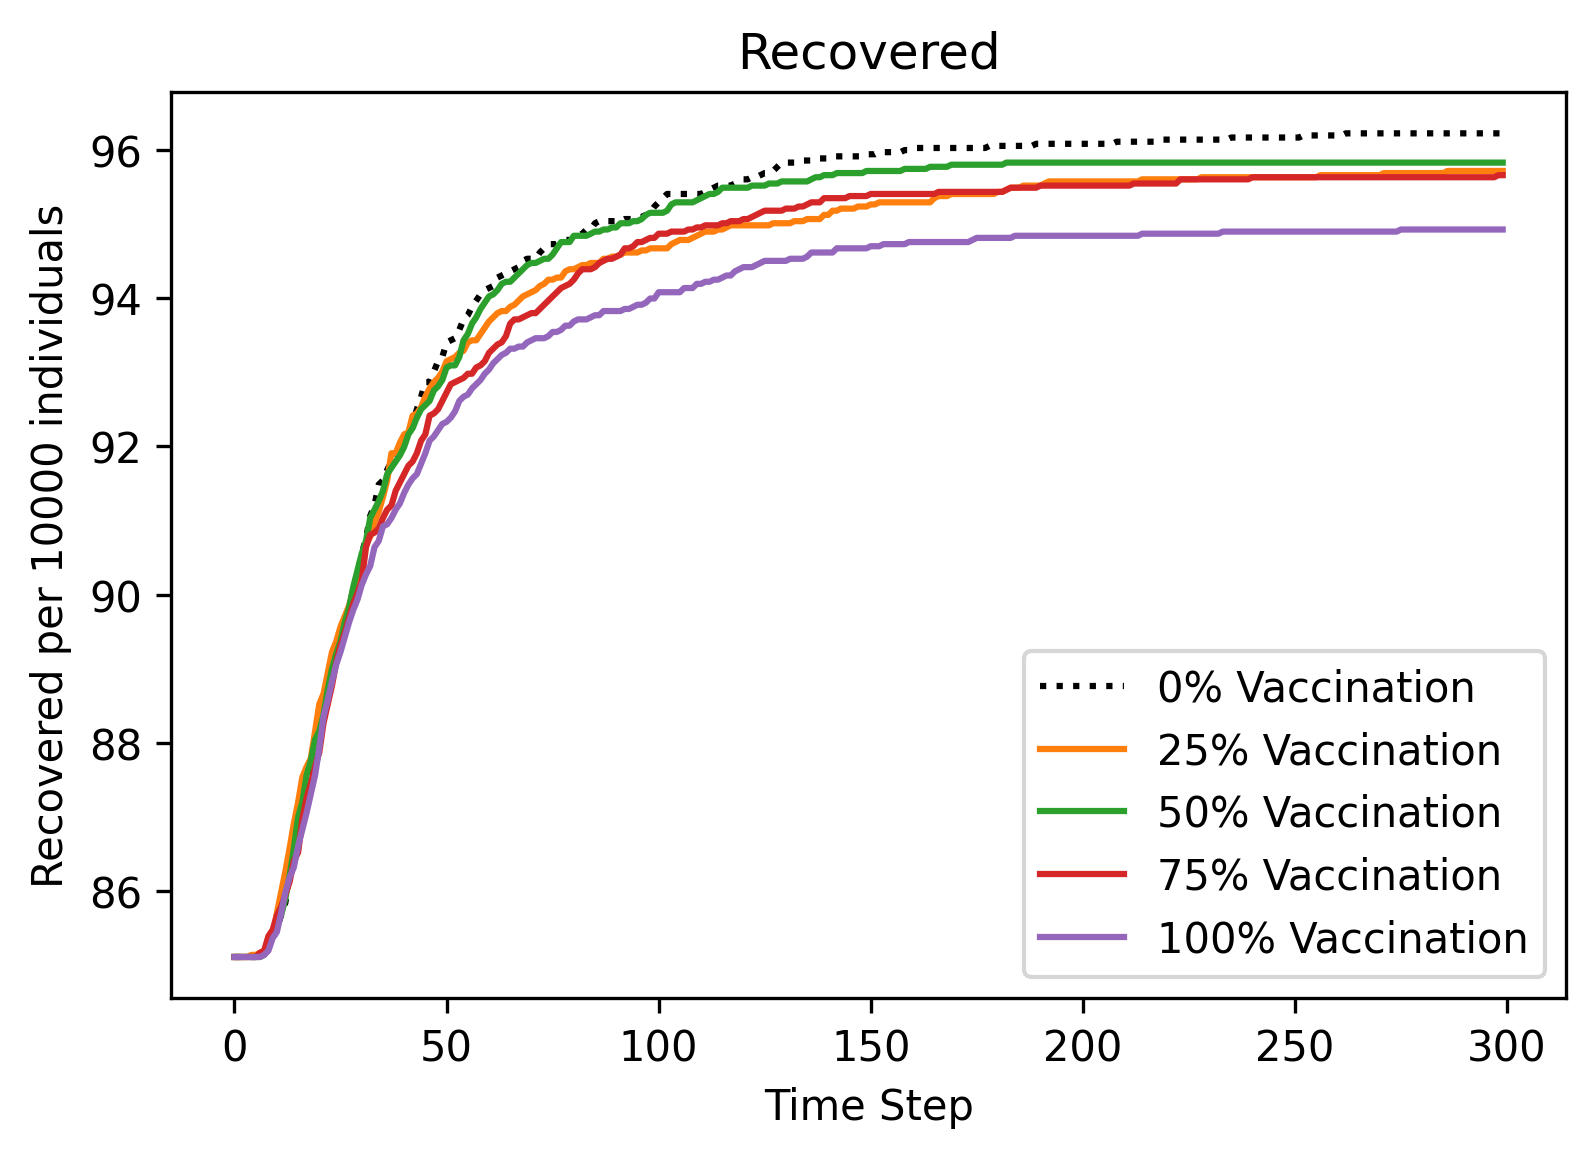 Recovered
Recovered per 10000 individuals
96
94
92
90
88
86
0% Vaccination
25% Vaccination
50% Vaccination
75% Vaccination
100% Vaccination
0 50 100 150 200 250 300
Time Step